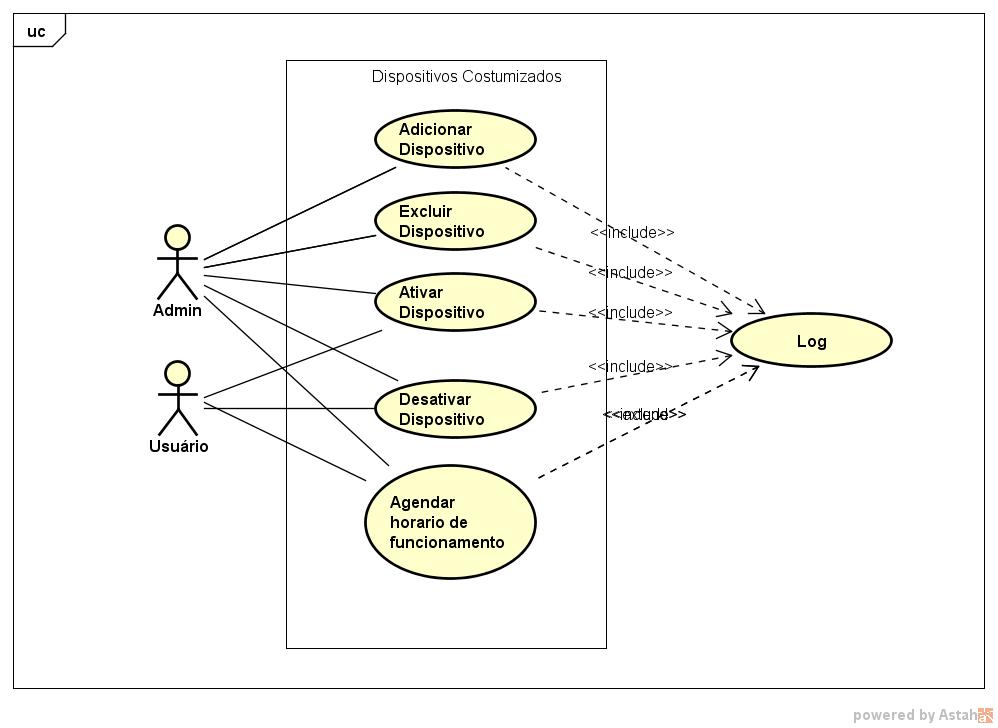 uc
Dispositivos Costumizados
Adicionar
Dispositivo
<<include>>
Excluir
Dispositivo
<<include>>
Admin
Ativar
Dispositivo
<<include>>
Log
<<include>>
Usuário
Desativar
Dispositivo
<<include>>
Agendar
horario de
funcionamento
powered by Astah